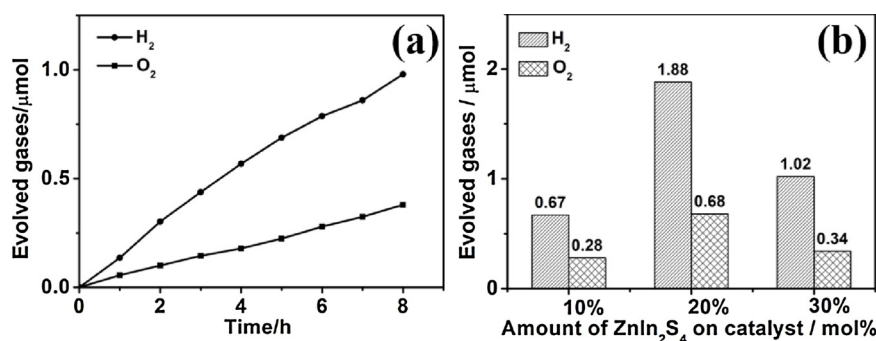 (a)
H₂
O₂
1.0
0.5
0.0
Evolved gases/μmol
0 2 4 6 8
Time/h
(b)
H₂
O₂
2
1
0
Evolved gases / μmol
0.67 0.28 1.88 0.68 1.02 0.34
10% 20% 30%
Amount of ZnIn₂S₄ on catalyst / mol%